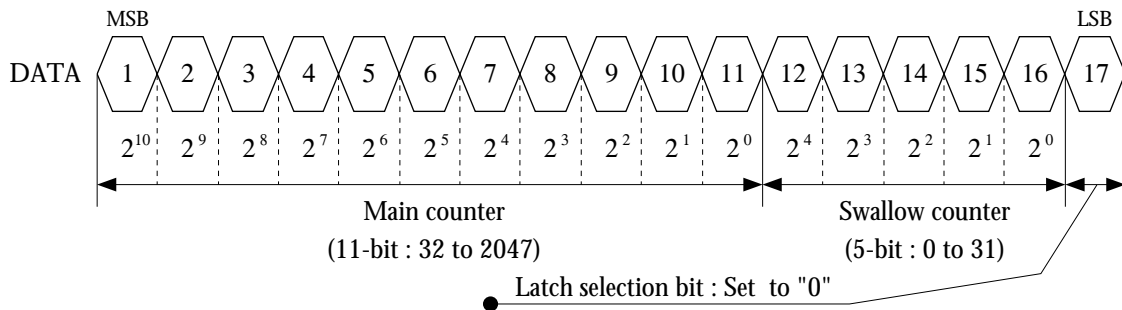 MSB LSB
DATA 1 2 3 4 5 6 7 8 9 10 11 12 13 14 15 16 17
2^10 2^9 2^8 2^7 2^6 2^5 2^4 2^3 2^2 2^1 2^0 2^4 2^3 2^2 2^1 2^0
Main counter Swallow counter
(11-bit : 32 to 2047) (5-bit : 0 to 31)
Latch selection bit : Set to "0"